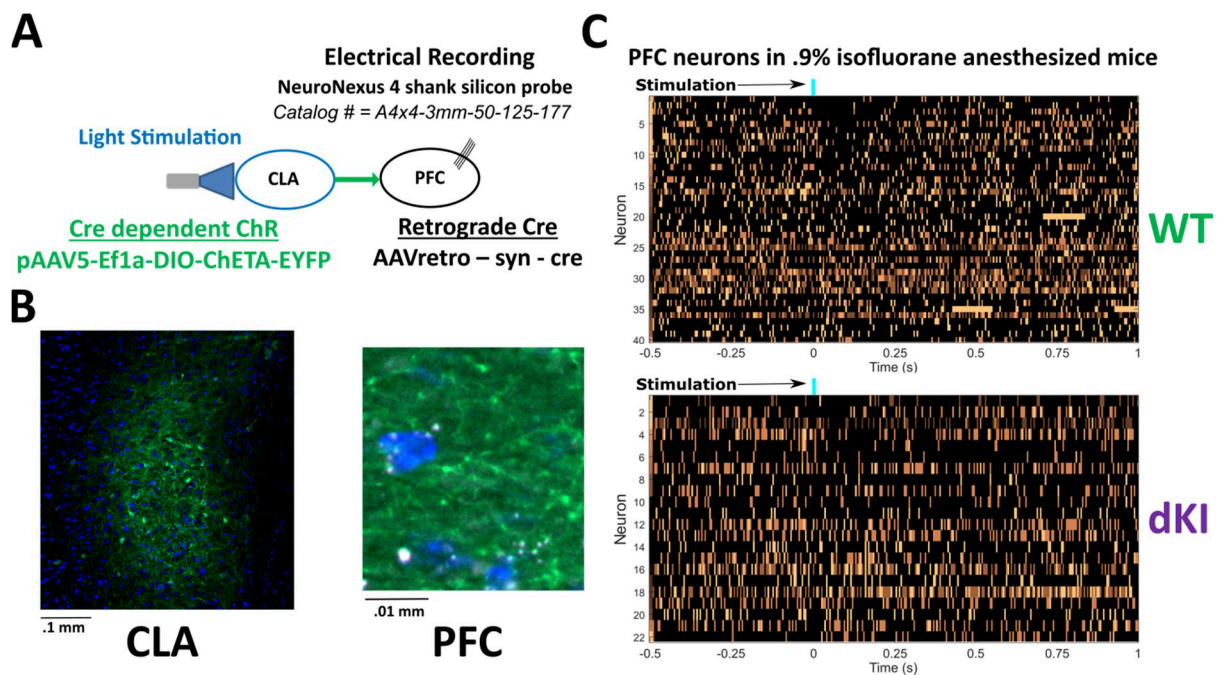 A
Electrical Recording
NeuroNexus 4 shank silicon probe
Catalog # = A4x4-3mm-50-125-177
Light Stimulation
CLA
PFC
Cre dependent ChR
pAAV5-Ef1a-DIO-ChETA-EYFP
Retrograde Cre
AAVretro – syn - cre
B
.1 mm
CLA
.01 mm
PFC
C
PFC neurons in .9% isofluorane anesthesized mice
Stimulation
Neuron
5
10
15
20
25
30
35
40
-0.5
-0.25
0
0.25
0.5
0.75
1
Time (s)
WT
Stimulation
Neuron
2
4
6
8
10
12
14
16
18
20
22
-0.5
-0.25
0
0.25
0.5
0.75
1
Time (s)
dKI